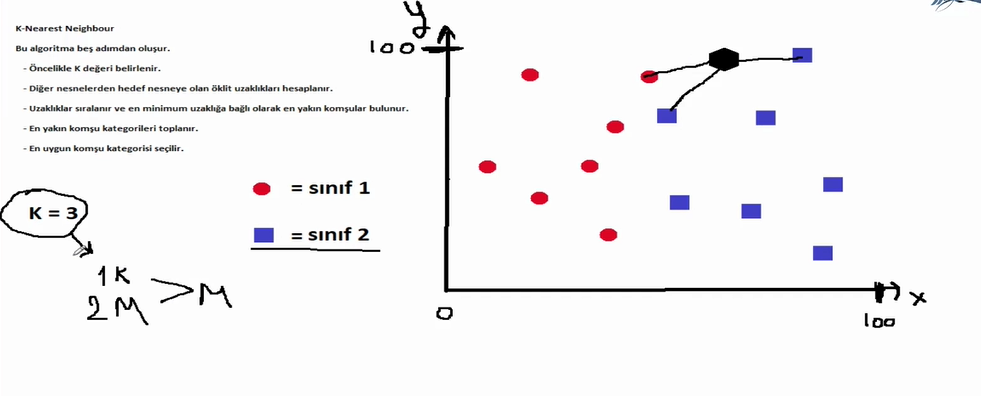 K-Nearest Neighbour
Bu algoritma beş adımdan oluşur.
- Öncelikle K değeri belirlenir.
- Diğer nesnelerden hedef nesneye olan öklit uzaklıkları hesaplanır.
- Uzaklıklar sıralanır ve en minimum uzaklığa bağlı olarak en yakın komşular bulunur.
- En yakın komşu kategorileri toplanır.
- En uygun komşu kategorisi seçilir.
K = 3
1K
2M > M
= sınıf 1
= sınıf 2
y
100
0
100
x